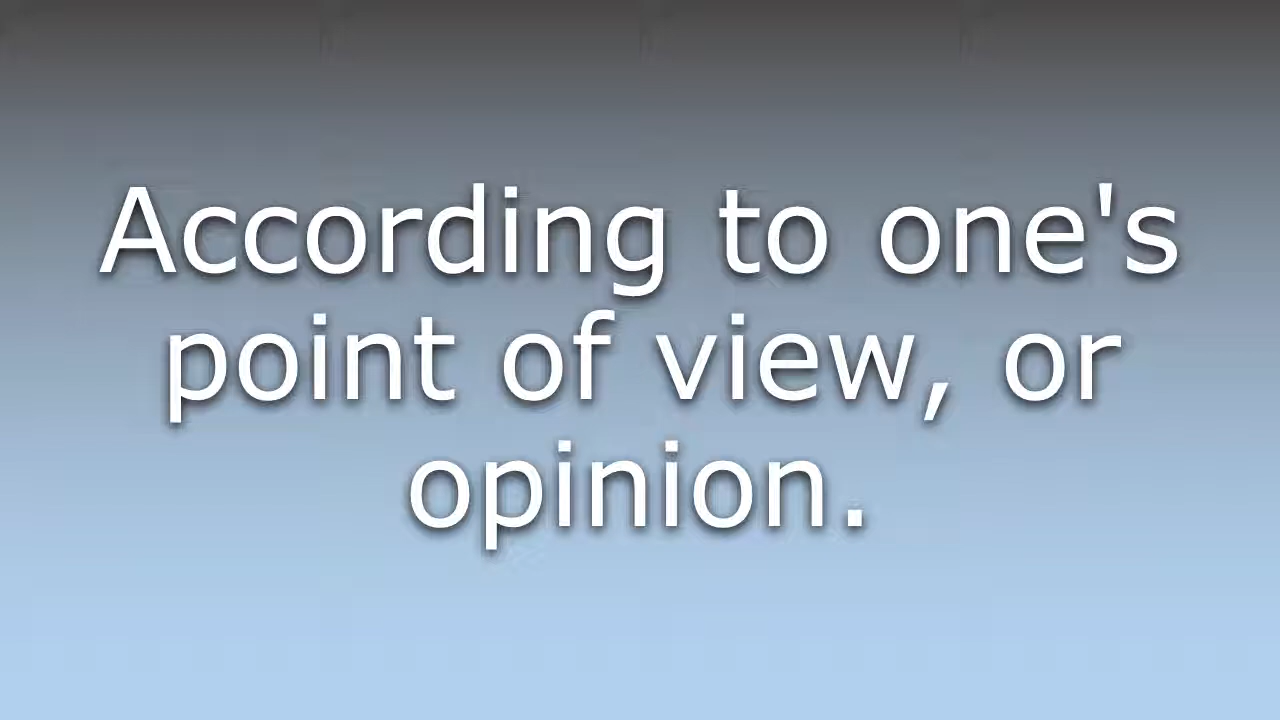 According to one's
point of view, or
opinion.